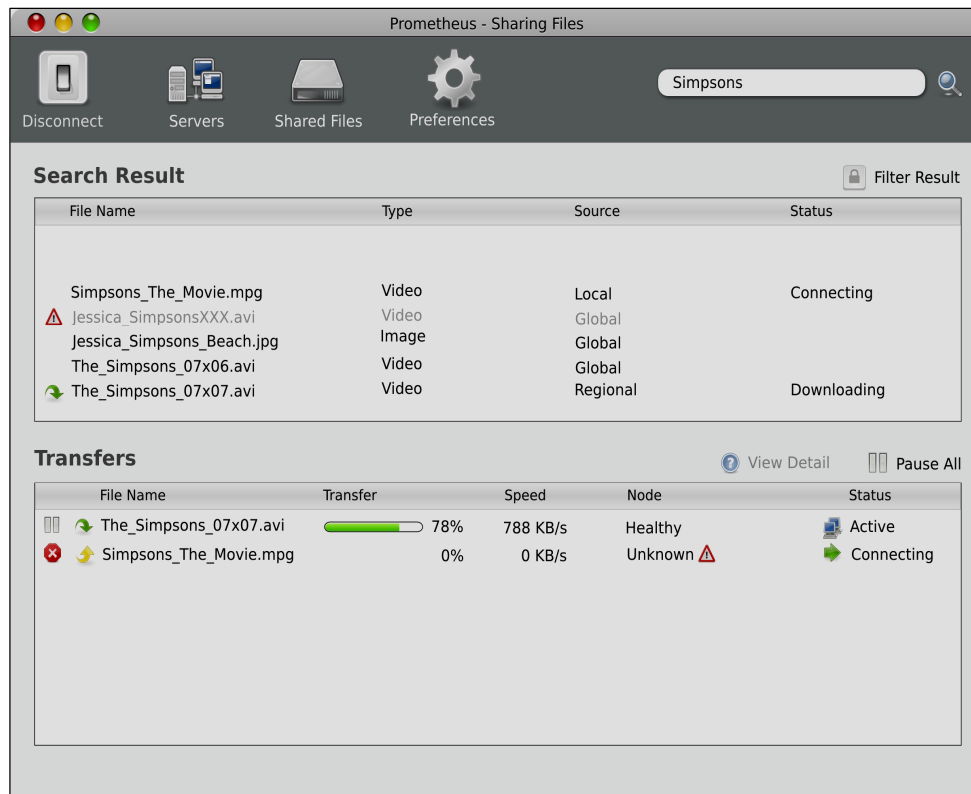 Prometheus - Sharing Files
Simpsons
Disconnect Servers Shared Files Preferences
Search Result Filter Result
File Name Type Source Status
Simpsons_The_Movie.mpg Video Local Connecting
Jessica_SimpsonsXXX.avi Video Global
Jessica_Simpsons_Beach.jpg Image Global
The_Simpsons_07x06.avi Video Global
The_Simpsons_07x07.avi Video Regional Downloading
Transfers View Detail Pause All
File Name Transfer Speed Node Status
The_Simpsons_07x07.avi 78% 788 KB/s Healthy Active
Simpsons_The_Movie.mpg 0% 0 KB/s Unknown Connecting